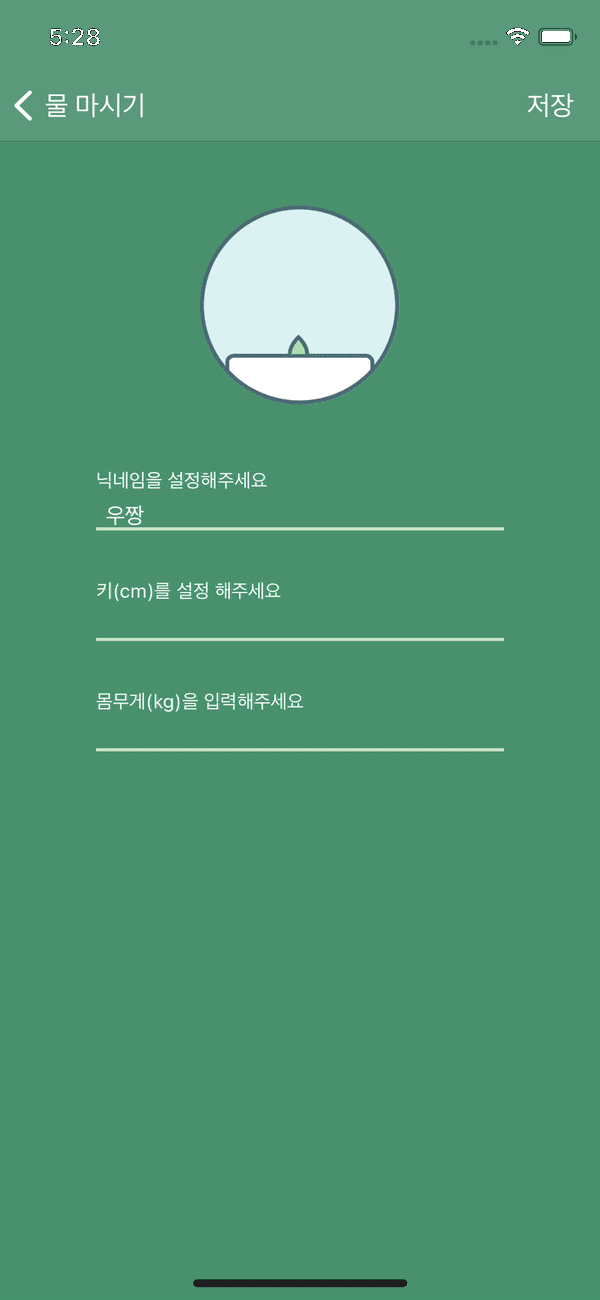 5:28
물 마시기
저장
닉네임을 설정해주세요
우짱
키(cm)를 설정 해주세요
몸무게(kg)을 입력해주세요